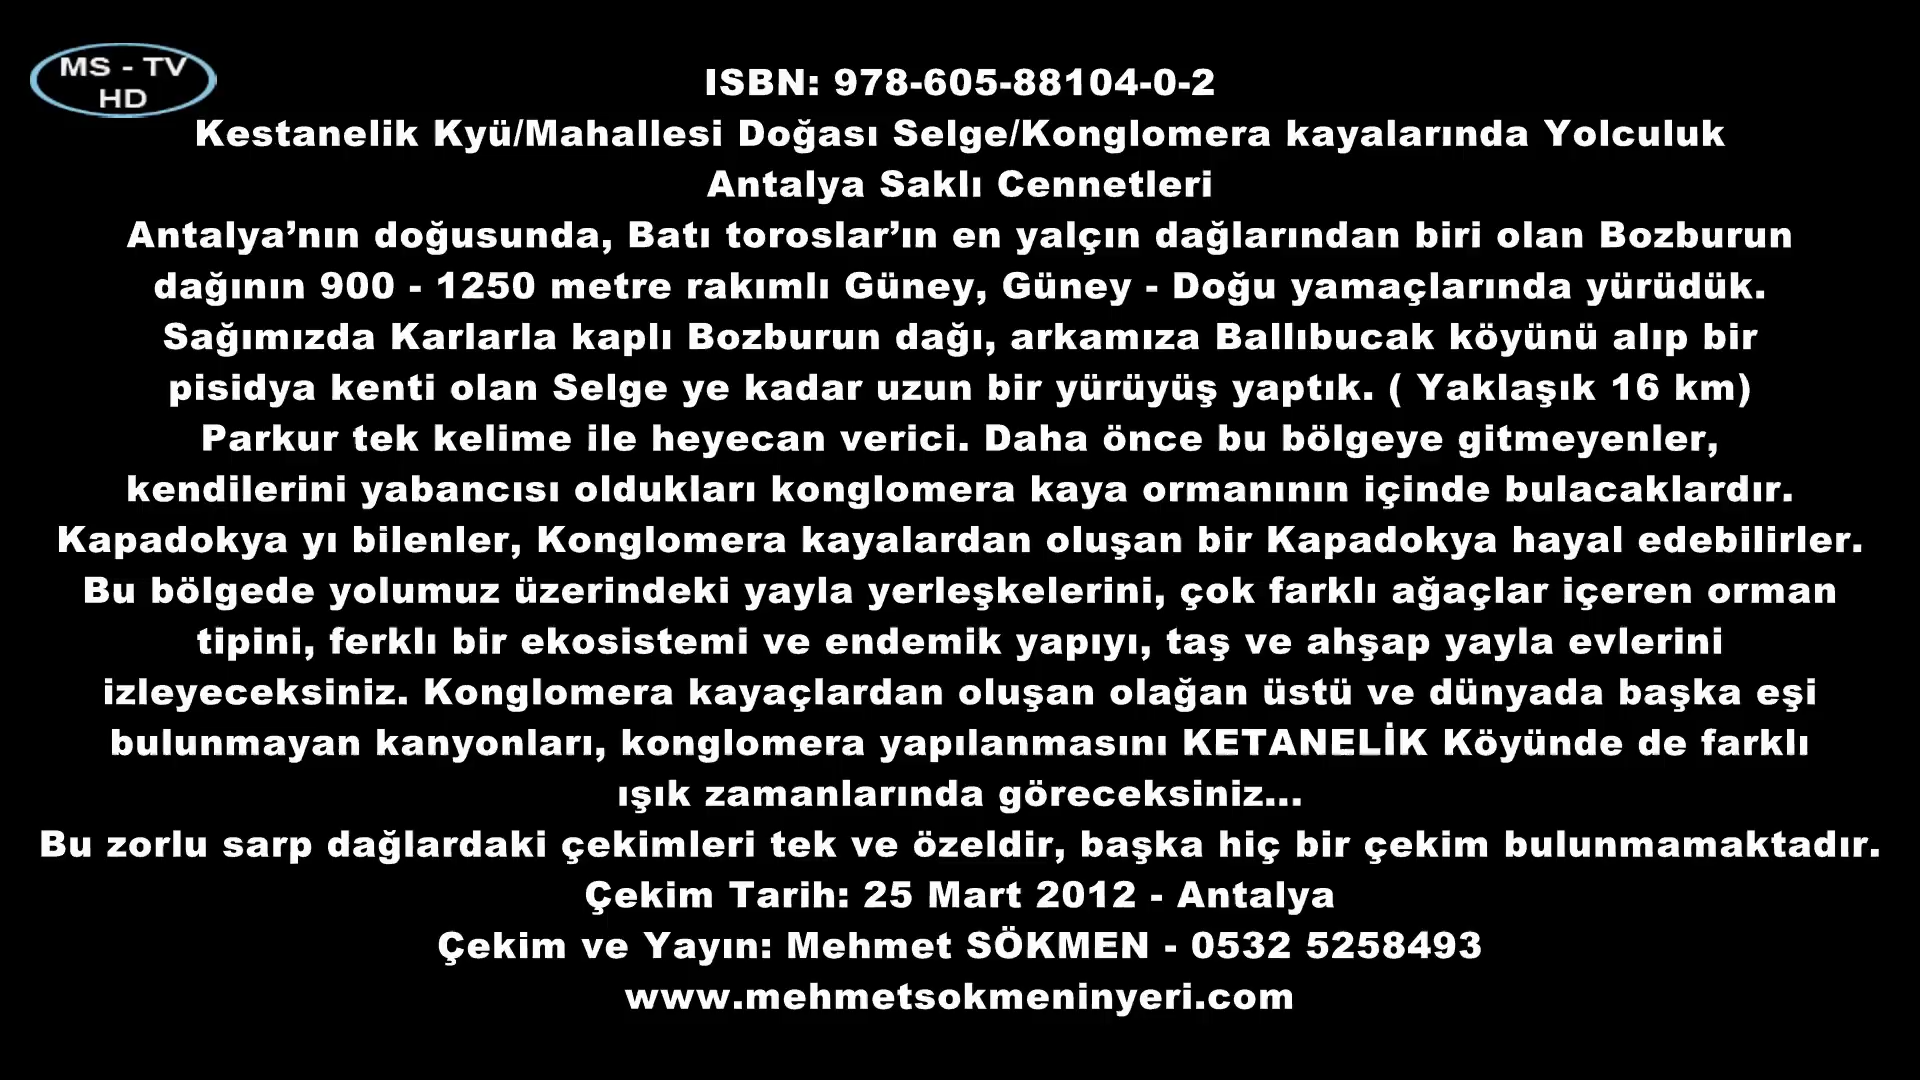 MS - TV
HD
ISBN: 978-605-88104-0-2
Kestanelik Kyü/Mahallesi Doğası Selge/Konglomera kayalarında Yolculuk
Antalya Saklı Cennetleri
Antalya’nın doğusunda, Batı toroslar’ın en yalçın dağlarından biri olan Bozburun
dağının 900 - 1250 metre rakımlı Güney, Güney - Doğu yamaçlarında yürüdük.
Sağımızda Karlarla kaplı Bozburun dağı, arkamıza Ballıbucak köyünü alıp bir
pisidya kenti olan Selge ye kadar uzun bir yürüyüş yaptık. ( Yaklaşık 16 km)
Parkur tek kelime ile heyecan verici. Daha önce bu bölgeye gitmeyenler,
kendilerini yabancısı oldukları konglomera kaya ormanının içinde bulacaklardır.
Kapadokya yı bilenler, Konglomera kayalardan oluşan bir Kapadokya hayal edebilirler.
Bu bölgede yolumuz üzerindeki yayla yerleşkelerini, çok farklı ağaçlar içeren orman
tipini, ferklı bir ekosistemi ve endemik yapıyı, taş ve ahşap yayla evlerini
izleyeceksiniz. Konglomera kayaçlardan oluşan olağan üstü ve dünyada başka eşi
bulunmayan kanyonları, konglomera yapılanmasını KETANELİK Köyünde de farklı
ışık zamanlarında göreceksiniz...
Bu zorlu sarp dağlardaki çekimleri tek ve özeldir, başka hiç bir çekim bulunmamaktadır.
Çekim Tarih: 25 Mart 2012 - Antalya
Çekim ve Yayın: Mehmet SÖKMEN - 0532 5258493
www.mehmetsokmeninyeri.com